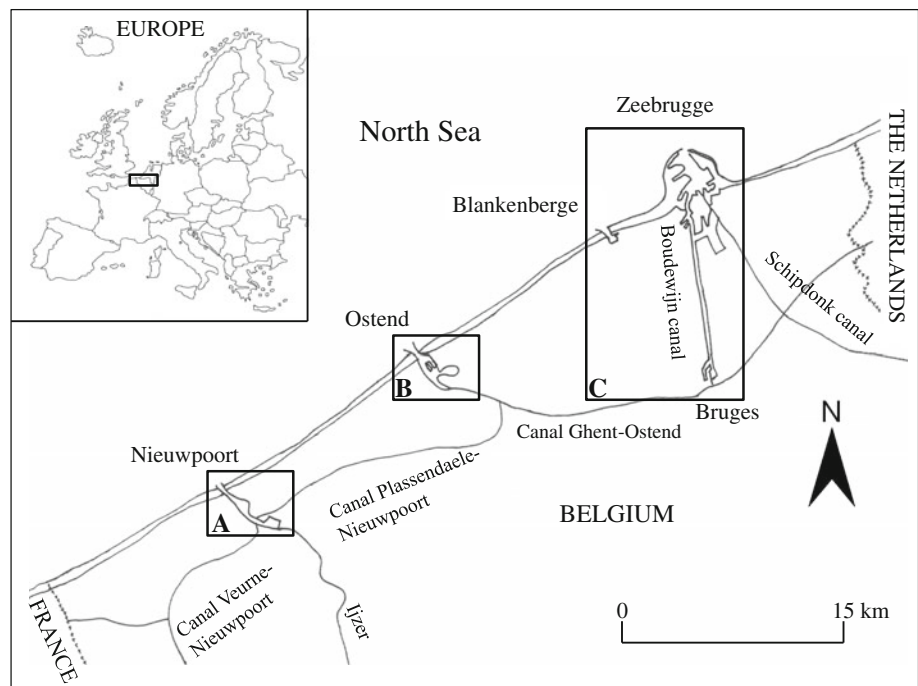 EUROPE
North Sea
Zeebrugge
THE NETHERLANDS
Blankenberge
Boudewijn canal
Schipdonk canal
Ostend
B
C
Bruges
Canal Ghent-Ostend
N
Nieuwpoort
A
Canal Plassendaele-
Nieuwpoort
BELGIUM
Canal Veurne-
Nieuwpoort
Ijzer
FRANCE
0
15 km